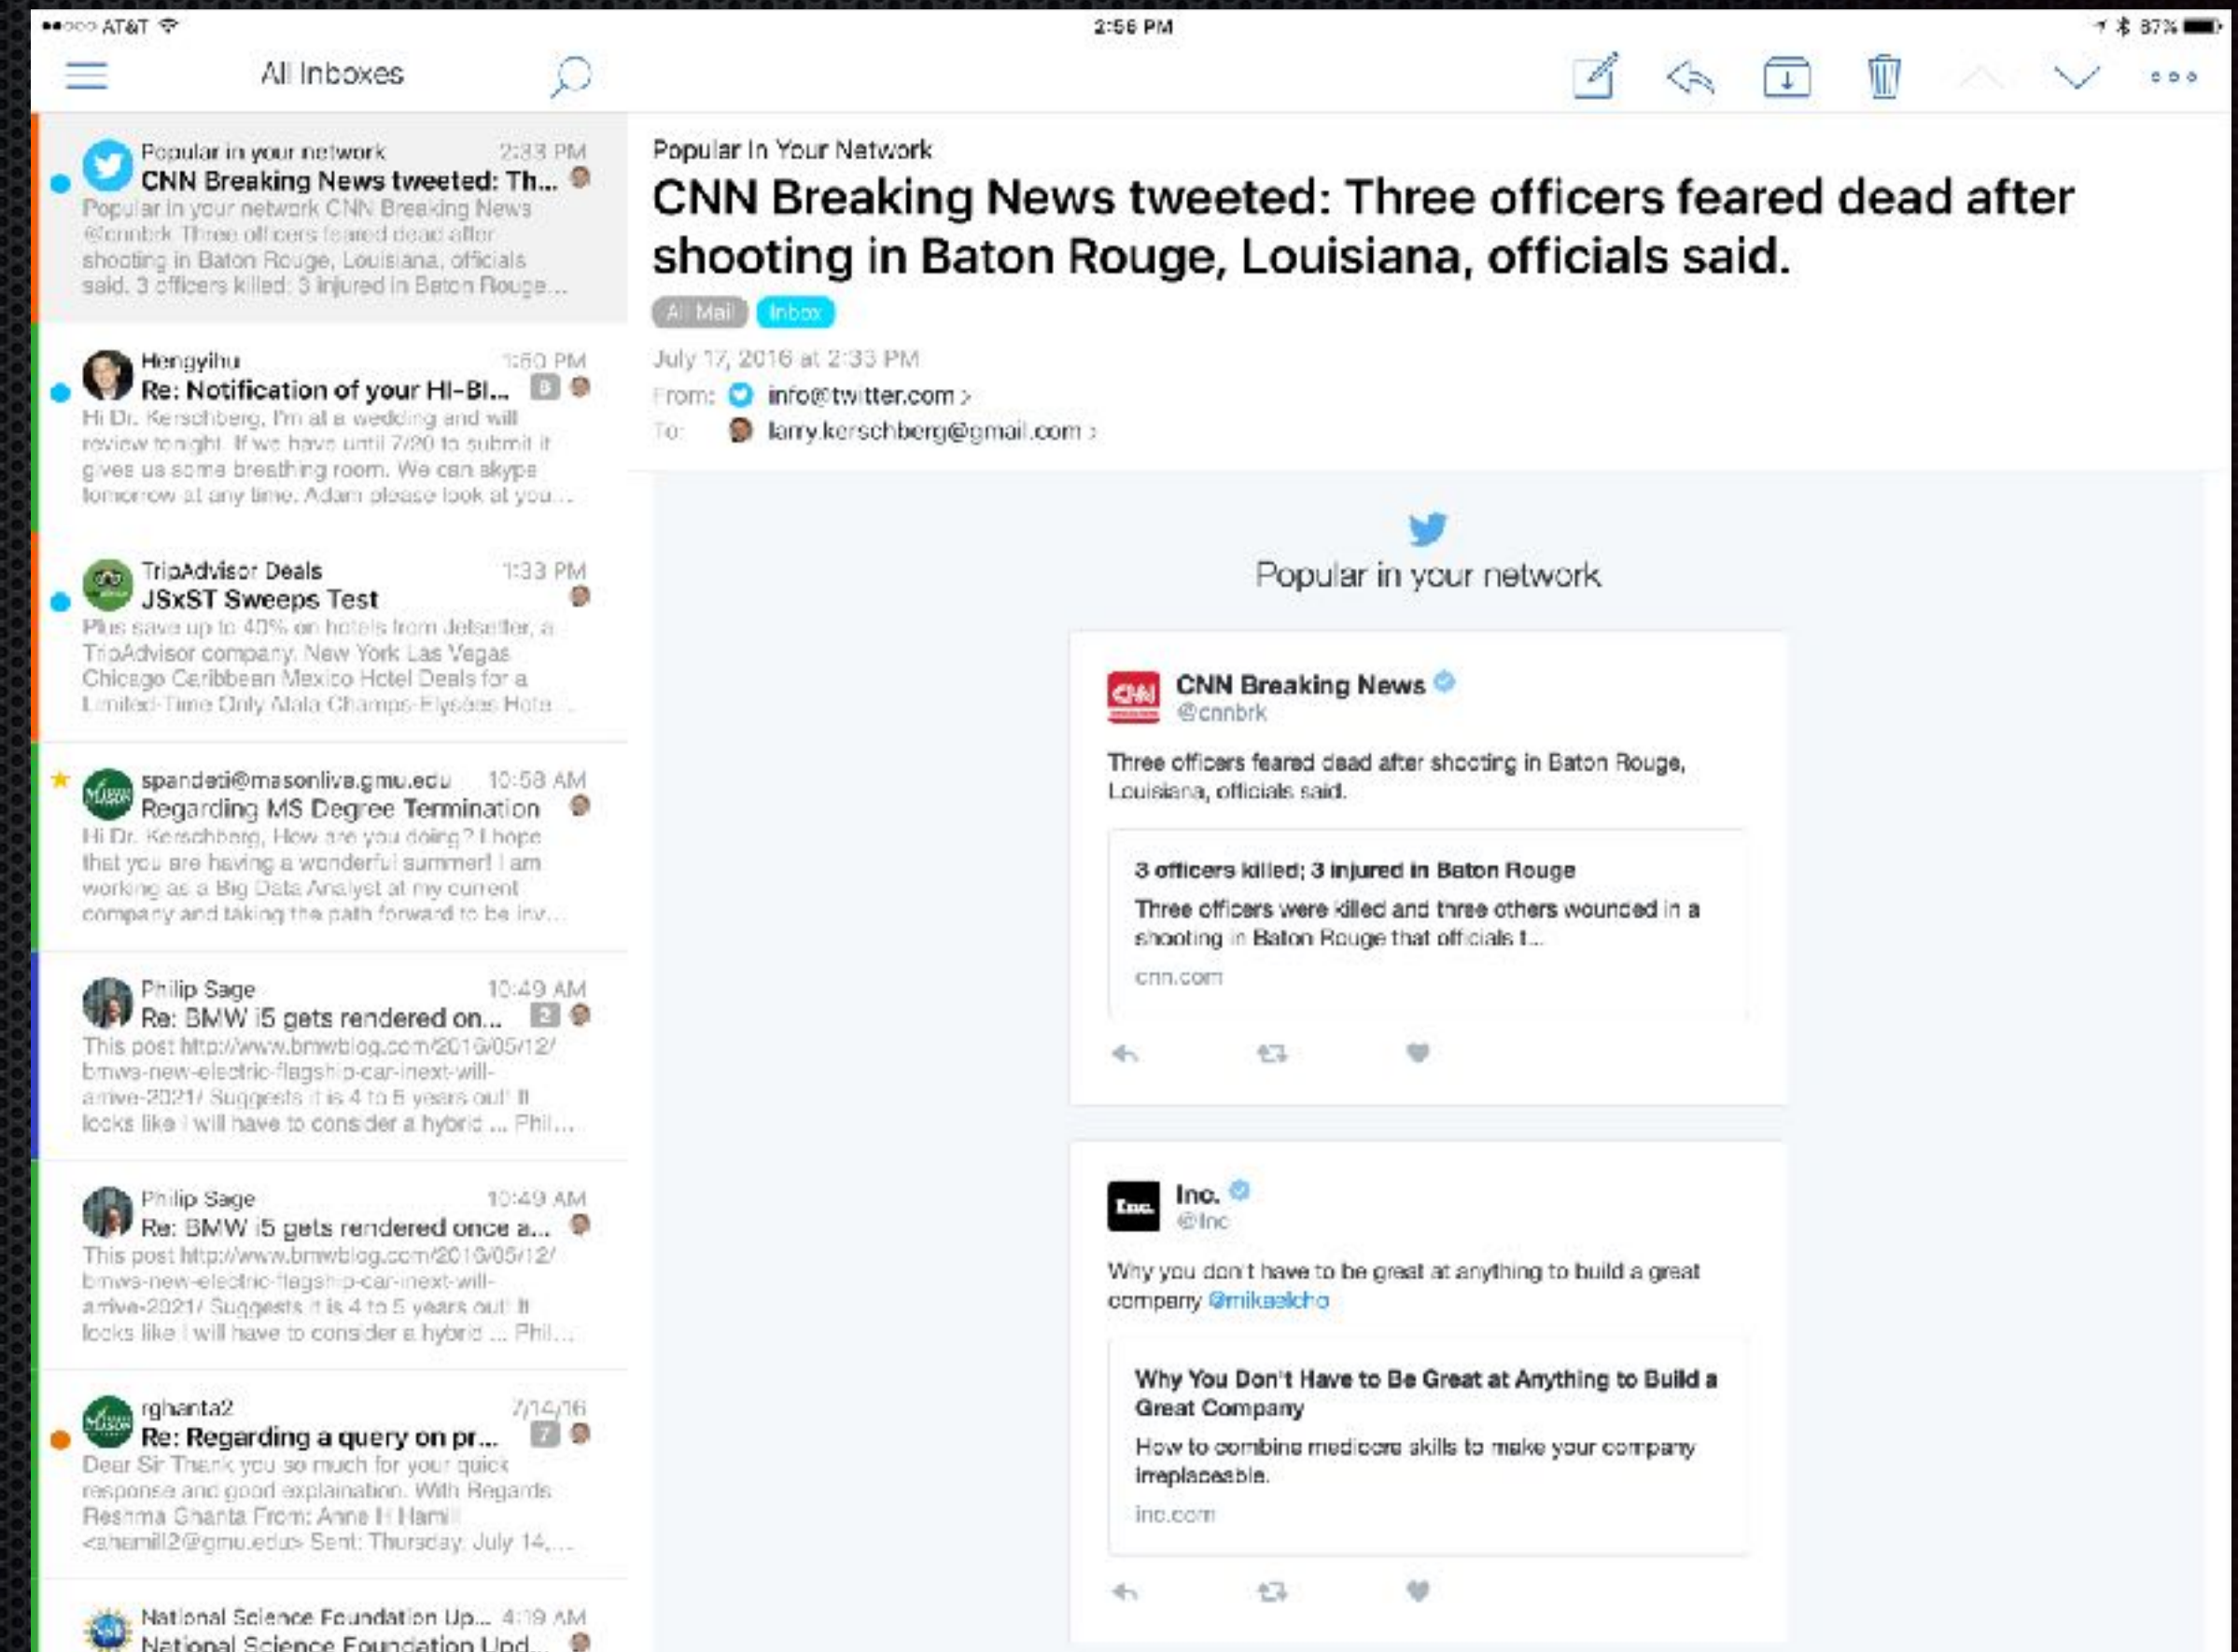 AT&T
2:56 PM
87%
All Inboxes
Popular in your network 2:33 PM
CNN Breaking News tweeted: Th...
Popular in your network CNN Breaking News
@cnnbrk Three officers feared dead after
shooting in Baton Rouge, Louisiana, officials
said. 3 officers killed; 3 injured in Baton Rouge...
Hengyihu 1:50 PM
Re: Notification of your HI-BI... 8
Hi Dr. Kerschberg, I'm at a wedding and will
review tonight. If we have until 7/20 to submit it
gives us some breathing room. We can skype
tomorrow at any time. Adam please look at you...
TripAdvisor Deals 1:33 PM
JSxST Sweeps Test
Plus save up to 40% on hotels from Jetsetter, a
TripAdvisor company. New York Las Vegas
Chicago Caribbean Mexico Hotel Deals for a
Limited-Time Only Atala Champs-Elysées Hote...
MASON
spandeti@masonlive.gmu.edu 10:58 AM
Regarding MS Degree Termination
Hi Dr. Kerschberg, How are you doing? I hope
that you are having a wonderful summer! I am
working as a Big Data Analyst at my current
company and taking the path forward to be inv...
Philip Sage 10:49 AM
Re: BMW i5 gets rendered on... 2
This post http://www.bmwblog.com/2016/05/12/
bmws-new-electric-flagship-car-inext-will-
arrive-2021/ Suggests it is 4 to 5 years out! It
looks like I will have to consider a hybrid ... Phil...
Philip Sage 10:49 AM
Re: BMW i5 gets rendered once a...
This post http://www.bmwblog.com/2016/05/12/
bmws-new-electric-flagship-car-inext-will-
arrive-2021/ Suggests it is 4 to 5 years out! It
looks like I will have to consider a hybrid ... Phil...
MASON
rghanta2 7/14/16
Re: Regarding a query on pr... 7
Dear Sir Thank you so much for your quick
response and good explaination. With Regards
Reshma Ghanta From: Anne H Hamill
<ahamill2@gmu.edu> Sent: Thursday, July 14,...
NSF
National Science Foundation Up... 4:19 AM
National Science Foundation Upd...
Popular In Your Network
CNN Breaking News tweeted: Three officers feared dead after
shooting in Baton Rouge, Louisiana, officials said.
All Mail Inbox
July 17, 2016 at 2:33 PM
From: info@twitter.com >
To: larry.kerschberg@gmail.com >
Popular in your network
CNN
CNN Breaking News
@cnnbrk
Three officers feared dead after shooting in Baton Rouge,
Louisiana, officials said.
3 officers killed; 3 injured in Baton Rouge
Three officers were killed and three others wounded in a
shooting in Baton Rouge that officials t...
cnn.com
Inc.
Inc.
@Inc
Why you don't have to be great at anything to build a great
company @mikaelcho
Why You Don't Have to Be Great at Anything to Build a
Great Company
How to combine mediocre skills to make your company
irreplaceable.
inc.com